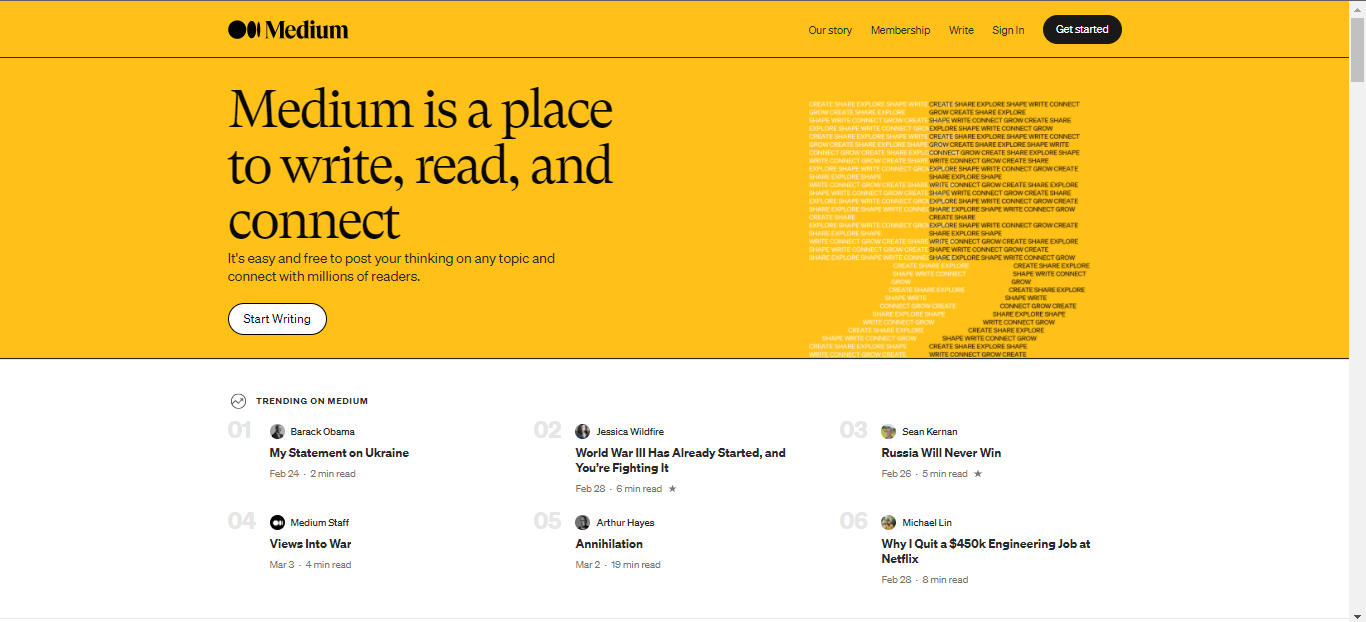 Medium
Our story
Membership
Write
Sign In
Get started
Medium is a place
to write, read, and
connect
It's easy and free to post your thinking on any topic and
connect with millions of readers.
Start Writing
CREATE SHARE EXPLORE SHAPE WRITE CREATE SHARE EXPLORE SHAPE WRITE CONNECT
GROW CREATE SHARE EXPLORE GROW CREATE SHARE EXPLORE
SHAPE WRITE CONNECT GROW CREATE SHAPE WRITE CONNECT GROW CREATE SHARE
EXPLORE SHAPE WRITE CONNECT EXPLORE SHAPE WRITE CONNECT GROW
CREATE SHARE EXPLORE SHAPE WRITE CREATE SHARE EXPLORE SHAPE WRITE CONNECT
GROW CREATE SHARE EXPLORE GROW CREATE SHARE EXPLORE SHAPE WRITE
CONNECT GROW CREATE SHARE CONNECT GROW CREATE SHARE EXPLORE SHAPE
WRITE CONNECT GROW CREATE SHARE WRITE CONNECT GROW CREATE SHARE
EXPLORE SHAPE WRITE CONNECT EXPLORE SHAPE WRITE CONNECT GROW CREATE
SHARE EXPLORE SHAPE SHARE EXPLORE SHAPE
WRITE CONNECT GROW CREATE WRITE CONNECT GROW CREATE SHARE EXPLORE
SHAPE WRITE CONNECT GROW CREATE SHAPE WRITE CONNECT GROW CREATE SHARE
EXPLORE SHAPE WRITE CONNECT EXPLORE SHAPE WRITE CONNECT GROW CREATE
SHARE EXPLORE SHAPE WRITE SHARE EXPLORE SHAPE WRITE CONNECT GROW
CREATE SHARE CREATE SHARE
EXPLORE SHAPE WRITE CONNECT EXPLORE SHAPE WRITE CONNECT GROW CREATE
SHARE EXPLORE SHAPE SHARE EXPLORE SHAPE
WRITE CONNECT GROW CREATE WRITE CONNECT GROW CREATE SHARE EXPLORE
SHAPE WRITE CONNECT GROW CREATE SHAPE WRITE CONNECT GROW CREATE
SHARE EXPLORE SHAPE WRITE SHARE EXPLORE SHAPE WRITE CONNECT GROW
CREATE SHARE EXPLORE CREATE SHARE EXPLORE
SHAPE WRITE CONNECT SHAPE WRITE CONNECT
GROW GROW
CREATE SHARE EXPLORE CREATE SHARE EXPLORE
SHAPE WRITE SHAPE WRITE
CONNECT GROW CREATE CONNECT GROW CREATE
SHARE EXPLORE SHAPE SHARE EXPLORE SHAPE
WRITE CONNECT GROW WRITE CONNECT GROW
CREATE SHARE EXPLORE CREATE SHARE EXPLORE
SHAPE WRITE CONNECT GROW SHAPE WRITE CONNECT GROW
CREATE SHARE EXPLORE SHAPE CREATE SHARE EXPLORE SHAPE
WRITE CONNECT GROW CREATE WRITE CONNECT GROW CREATE
TRENDING ON MEDIUM
01
Barack Obama
My Statement on Ukraine
Feb 24 · 2 min read
02
Jessica Wildfire
World War III Has Already Started, and
You're Fighting It
Feb 28 · 6 min read ★
03
Sean Kernan
Russia Will Never Win
Feb 26 · 5 min read ★
04
Medium Staff
Views Into War
Mar 3 · 4 min read
05
Arthur Hayes
Annihilation
Mar 2 · 19 min read
06
Michael Lin
Why I Quit a $450k Engineering Job at
Netflix
Feb 28 · 8 min read